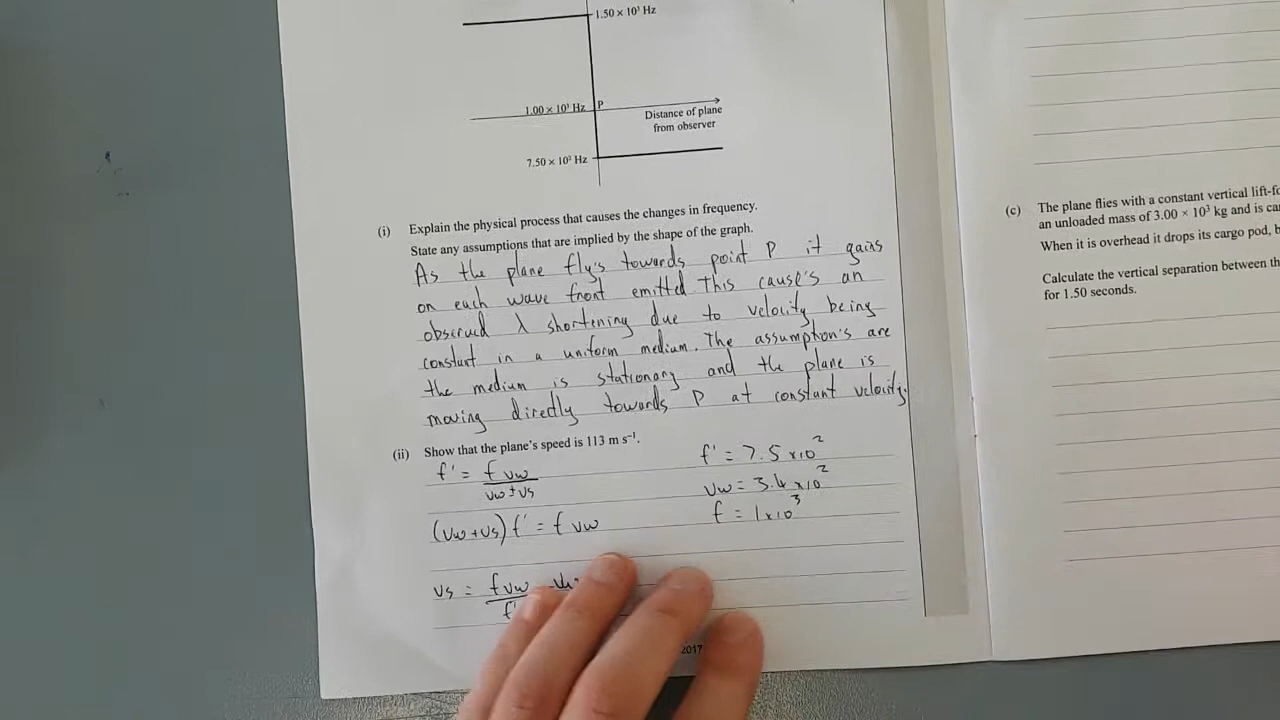 1.50 × 10³ Hz
1.00 × 10³ Hz
P
Distance of plane
from observer
7.50 × 10² Hz
(i) Explain the physical process that causes the changes in frequency.
State any assumptions that are implied by the shape of the graph.
As the plane fly's towards point P it gains
on each wave front emitted This cause's an
observed λ shortening due to velocity being
constant in a uniform medium. The assumption's are
the medium is stationary and the plane is
moving directly towards P at constant velocity.
(ii) Show that the plane's speed is 113 m s⁻¹.
f' = f vw / vw ± vs
f' = 7.5 x10²
vw = 3.4 x10²
(vw + vs) f' = f vw
f = 1 x10³
vs = f vw / f' -
2017
(c) The plane flies with a constant vertical lift-fo
an unloaded mass of 3.00 × 10³ kg and is ca
When it is overhead it drops its cargo pod, b
Calculate the vertical separation between th
for 1.50 seconds.